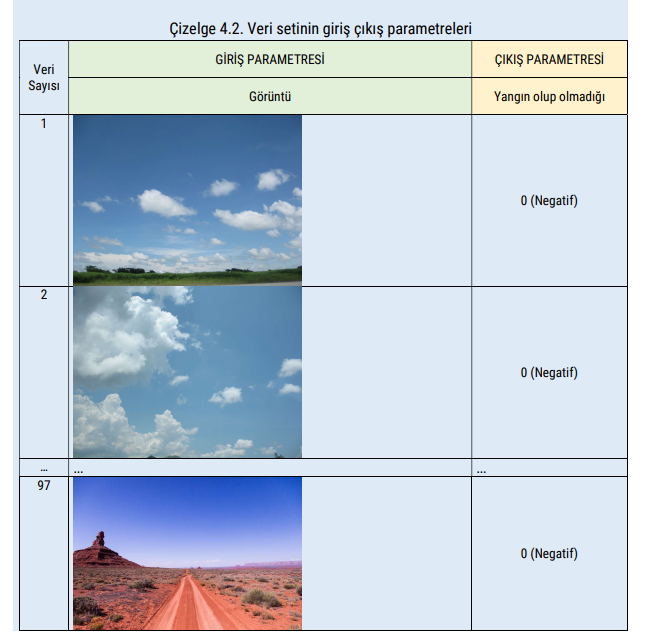 Çizelge 4.2. Veri setinin giriş çıkış parametreleri
Veri
Sayısı
GİRİŞ PARAMETRESİ
ÇIKIŞ PARAMETRESİ
Görüntü
Yangın olup olmadığı
1
0 (Negatif)
2
0 (Negatif)
...
...
...
97
0 (Negatif)